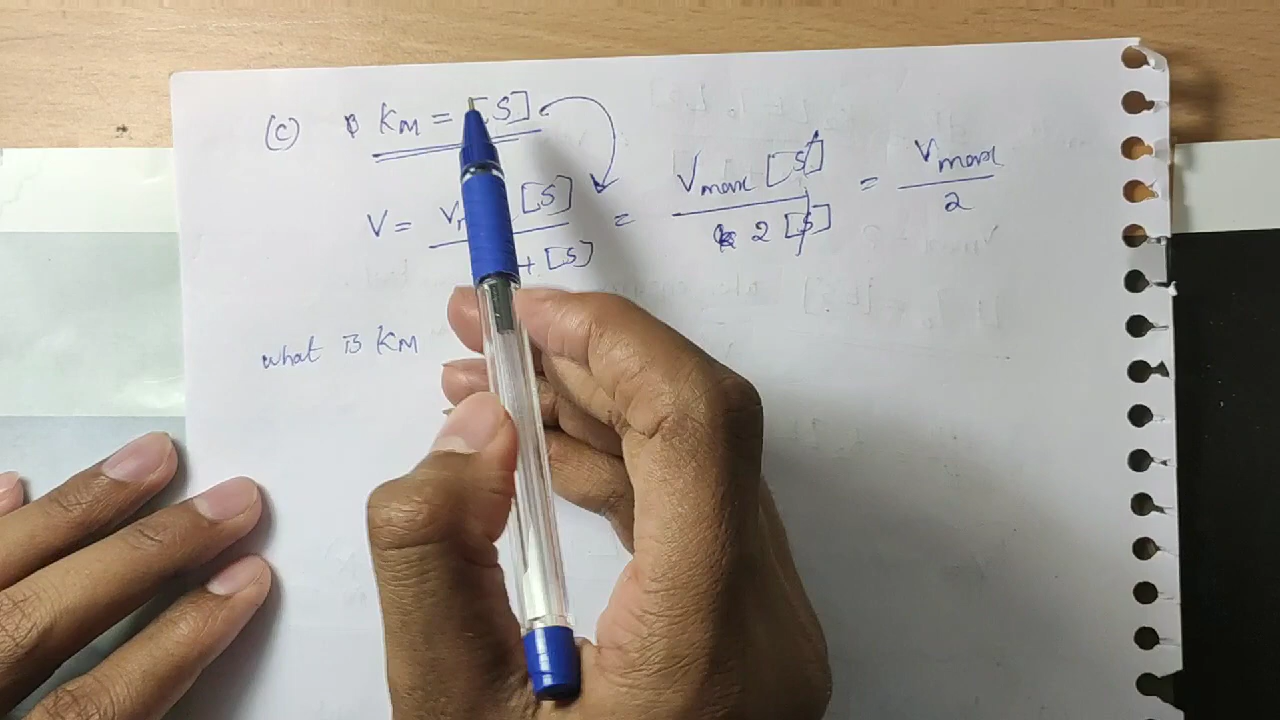 (c) KM = [S]
V = [S] / + [S] = Vmax [S] / 2 [S] = Vmax / 2
what is KM